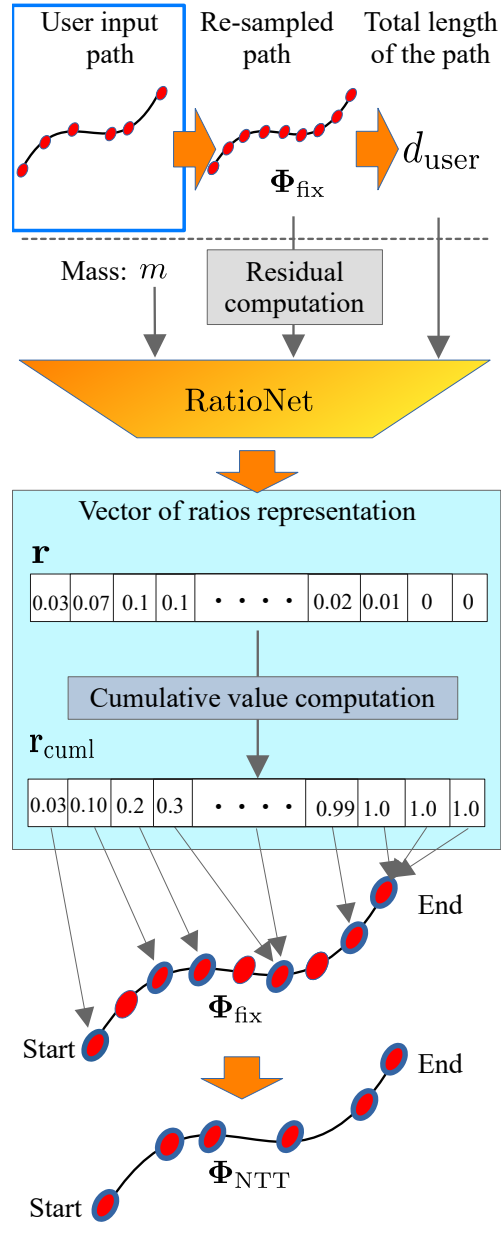 User input
path
Re-sampled
path
Total length
of the path
Φfix
duser
Mass: m
Residual
computation
RatioNet
Vector of ratios representation
r
0.03 0.07 0.1 0.1 · · · · 0.02 0.01 0 0
Cumulative value computation
rcuml
0.03 0.10 0.2 0.3 · · · · 0.99 1.0 1.0 1.0
End
Φfix
Start
End
ΦNTT
Start